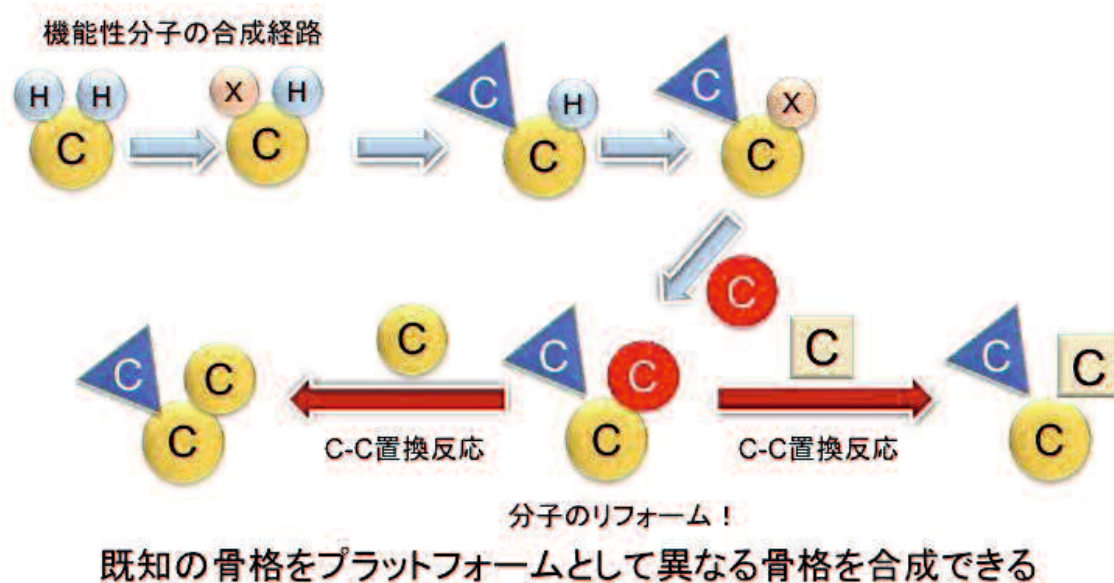 機能性分子の合成経路
H H X H C H C X
C C C C
C
C C
C C C C C C
C C C
C-C置換反応 C-C置換反応
分子のリフォーム！
既知の骨格をプラットフォームとして異なる骨格を合成できる